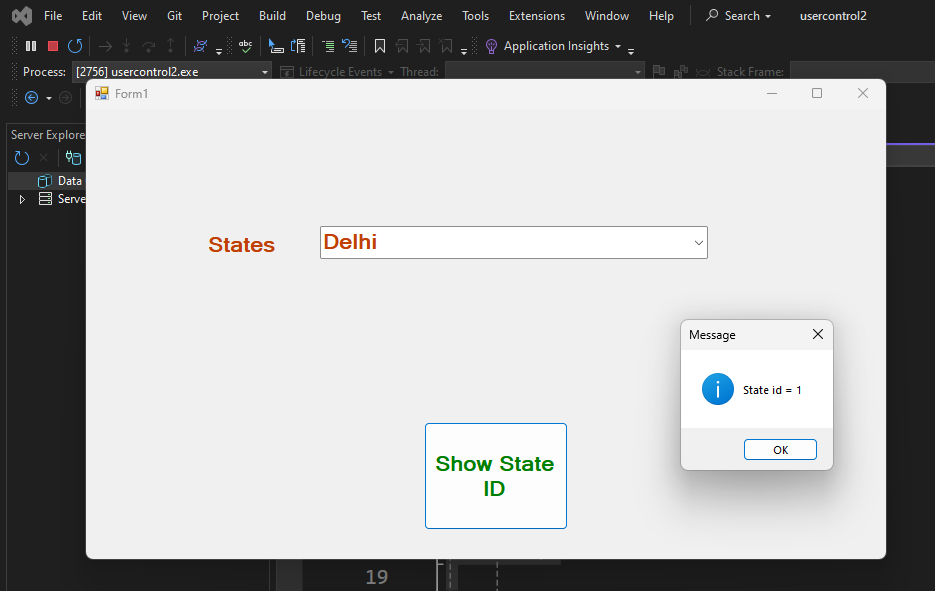 File Edit View Git Project Build Debug Test Analyze Tools Extensions Window Help Search usercontrol2
abc Application Insights
Process: [2756] usercontrol2.exe Lifecycle Events Thread: Stack Frame:
Form1
Server Explore
Data
Serve
States Delhi
Message
State id = 1
OK
Show State
ID
19